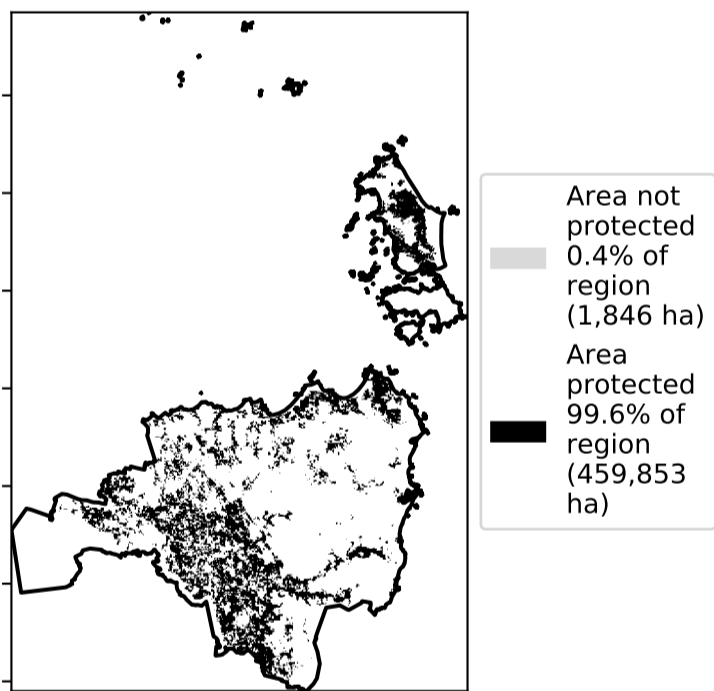 Area not
protected
0.4% of
region
(1,846 ha)
Area
protected
99.6% of
region
(459,853
ha)